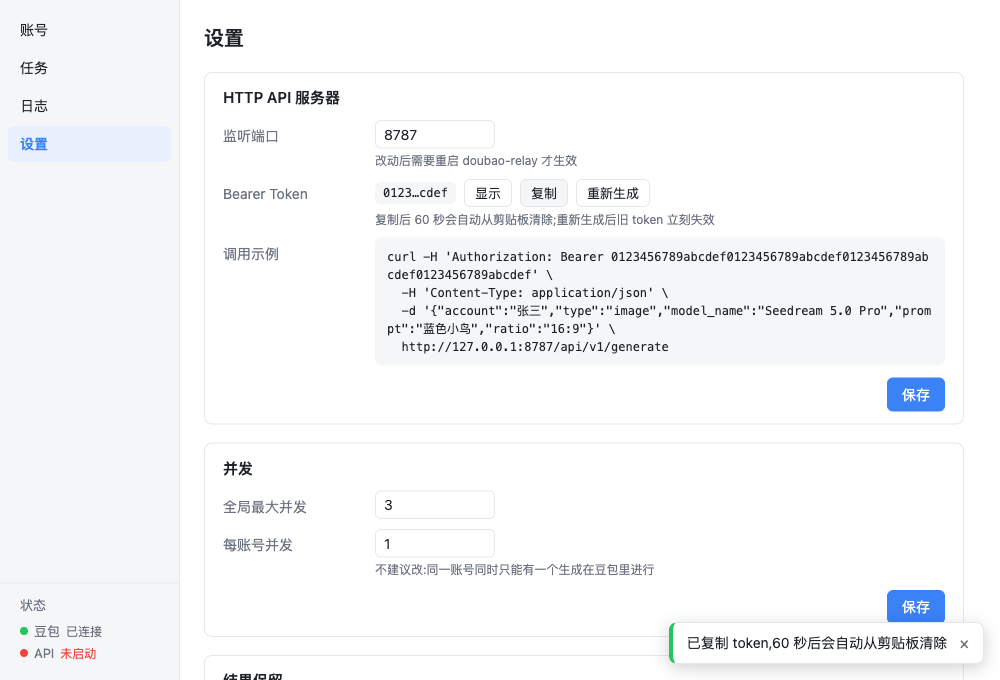 账号
任务
日志
设置
状态
豆包 已连接
API 未启动
设置
HTTP API 服务器
监听端口
8787
改动后需要重启 doubao-relay 才生效
Bearer Token
0123…cdef 显示 复制 重新生成
复制后 60 秒会自动从剪贴板清除;重新生成后旧 token 立刻失效
调用示例
curl -H 'Authorization: Bearer 0123456789abcdef0123456789abcdef0123456789ab
cdef0123456789abcdef' \
-H 'Content-Type: application/json' \
-d '{"account":"张三","type":"image","model_name":"Seedream 5.0 Pro","prom
pt":"蓝色小鸟","ratio":"16:9"}' \
http://127.0.0.1:8787/api/v1/generate
保存
并发
全局最大并发
3
每账号并发
1
不建议改:同一账号同时只能有一个生成在豆包里进行
保存
已复制 token,60 秒后会自动从剪贴板清除 ×
结果保留